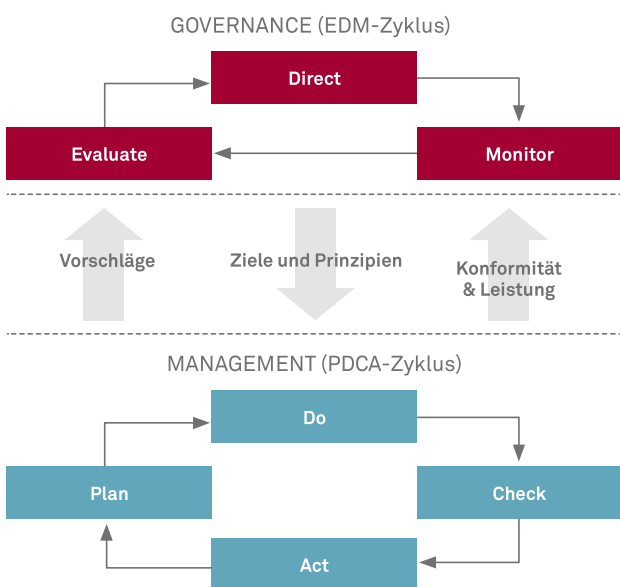 GOVERNANCE (EDM-Zyklus)
Direct
Evaluate
Monitor
Vorschläge
Ziele und Prinzipien
Konformität
& Leistung
MANAGEMENT (PDCA-Zyklus)
Do
Plan
Check
Act